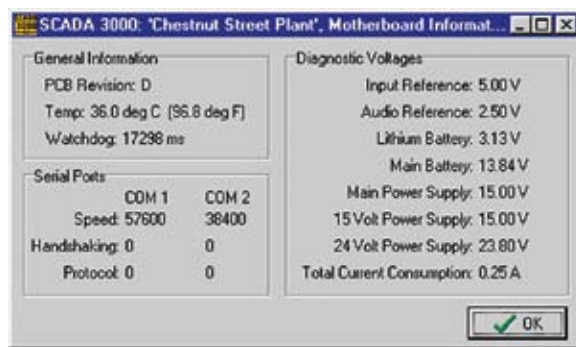 SCADA 3000: 'Chestnut Street Plant', Motherboard Informat...
General Information
PCB Revision: D
Temp: 36.0 deg C (96.8 deg F)
Watchdog: 17298 ms
Serial Ports
COM 1 COM 2
Speed: 57600 38400
Handshaking: 0 0
Protocol: 0 0
Diagnostic Voltages
Input Reference: 5.00 V
Audio Reference: 2.50 V
Lithium Battery: 3.13 V
Main Battery: 13.84 V
Main Power Supply: 15.00 V
15 Volt Power Supply: 15.00 V
24 Volt Power Supply: 23.80 V
Total Current Consumption: 0.25 A
OK